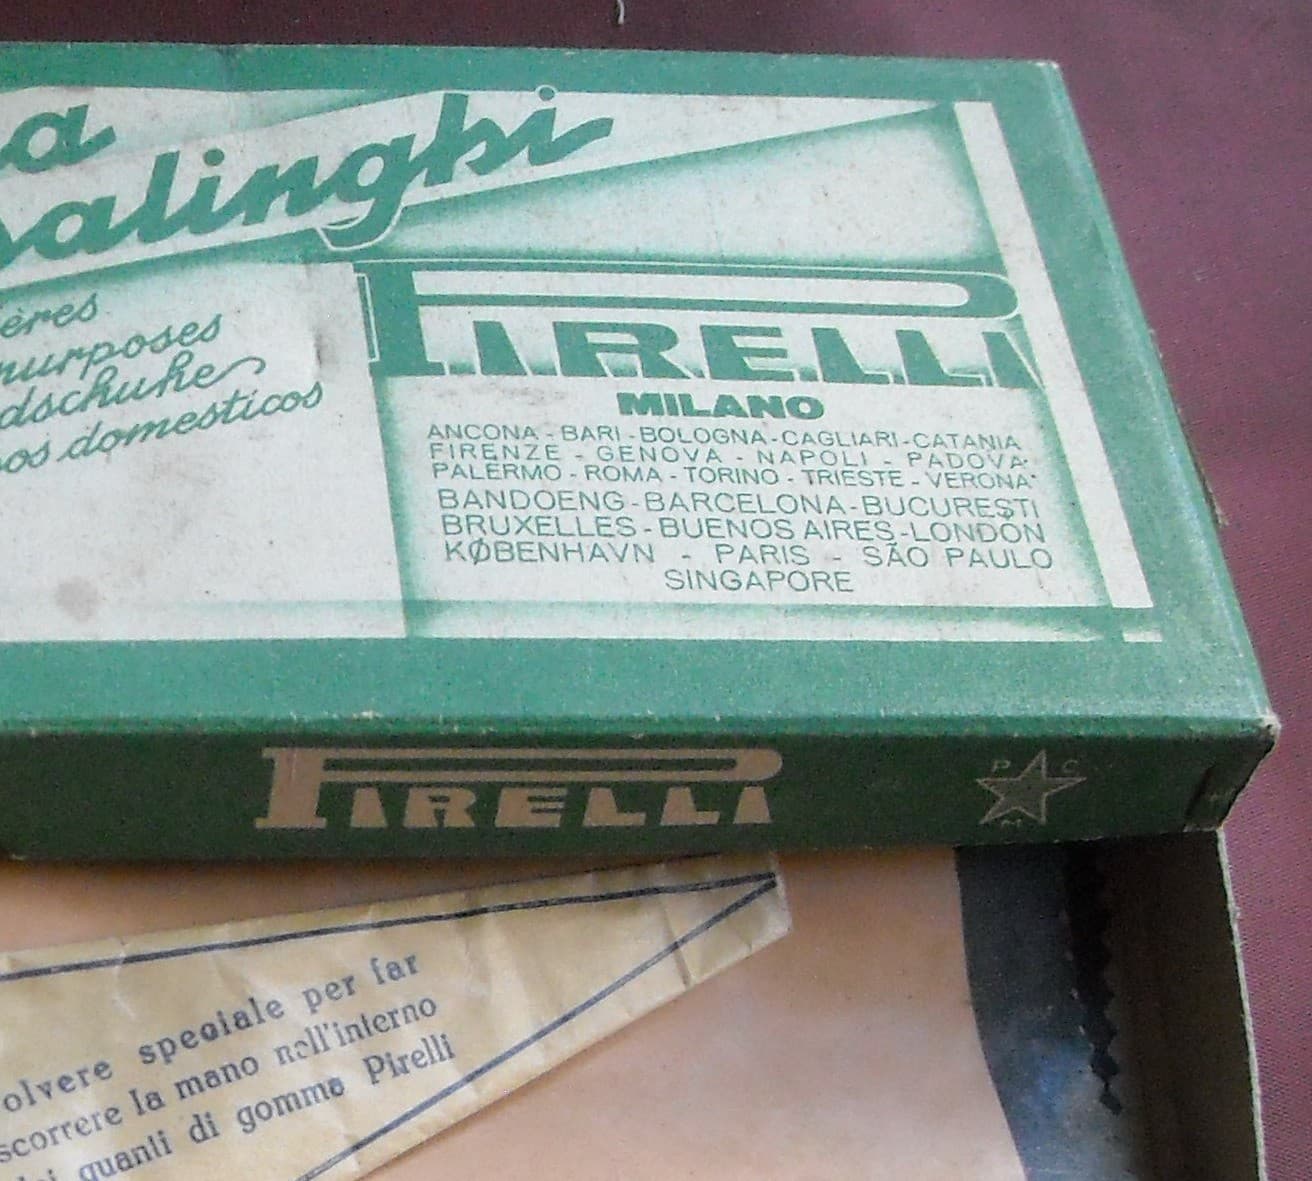 a
salinghi
ères
purposes
dschuhe
os domesticos
PIRELLI
MILANO
ANCONA - BARI - BOLOGNA - CAGLIARI - CATANIA
FIRENZE - GENOVA - NAPOLI - PADOVA
PALERMO - ROMA - TORINO - TRIESTE - VERONA
BANDOENG - BARCELONA - BUCUREȘTI
BRUXELLES - BUENOS AIRES - LONDON
KØBENHAVN - PARIS - SÃO PAULO
SINGAPORE
PIRELLI
P C
M
olvere speciale per far
scorrere la mano nell'interno
dei guanti di gomma Pirelli